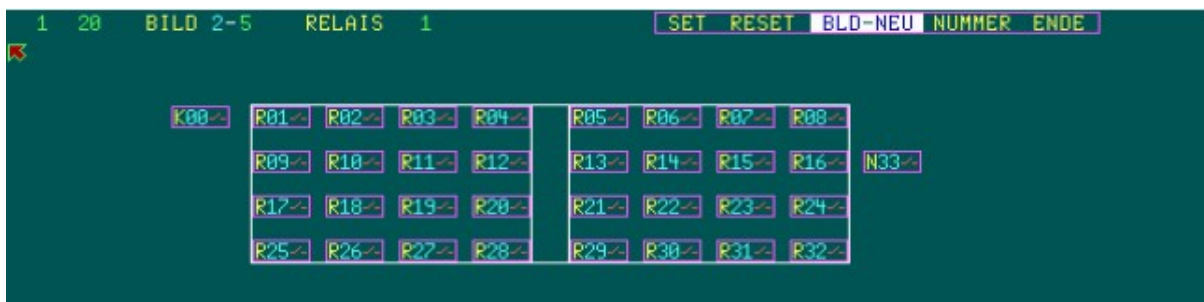 1 20 BILD 2-5 RELAIS 1 SET RESET BLD-NEU NUMMER ENDE
K00 R01 R02 R03 R04 R05 R06 R07 R08
R09 R10 R11 R12 R13 R14 R15 R16 N33
R17 R18 R19 R20 R21 R22 R23 R24
R25 R26 R27 R28 R29 R30 R31 R32